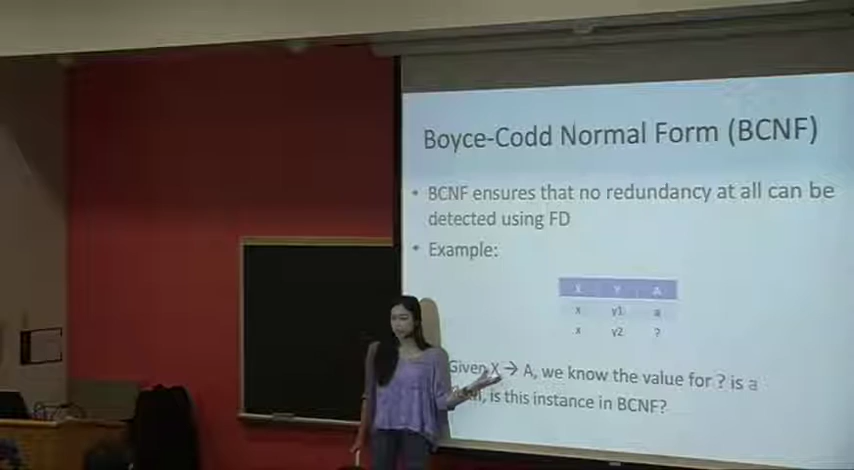 Boyce-Codd Normal Form (BCNF)
• BCNF ensures that no redundancy at all can be
detected using FD
• Example:
X Y A
x y1 a
x y2 ?
Given X → A, we know the value for ? is a
, is this instance in BCNF?